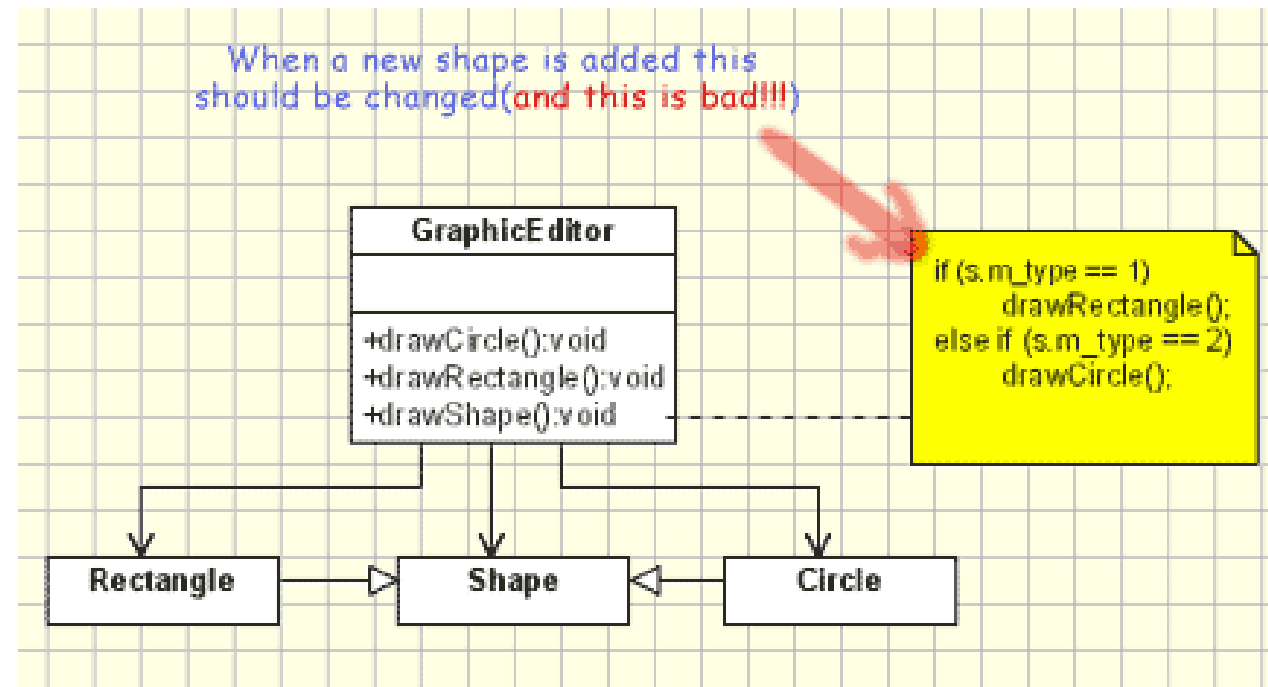 When a new shape is added this
should be changed(and this is bad!!!)
GraphicEditor
+drawCircle():void
+drawRectangle():void
+drawShape():void
if (s.m_type == 1)
drawRectangle();
else if (s.m_type == 2)
drawCircle();
Rectangle
Shape
Circle